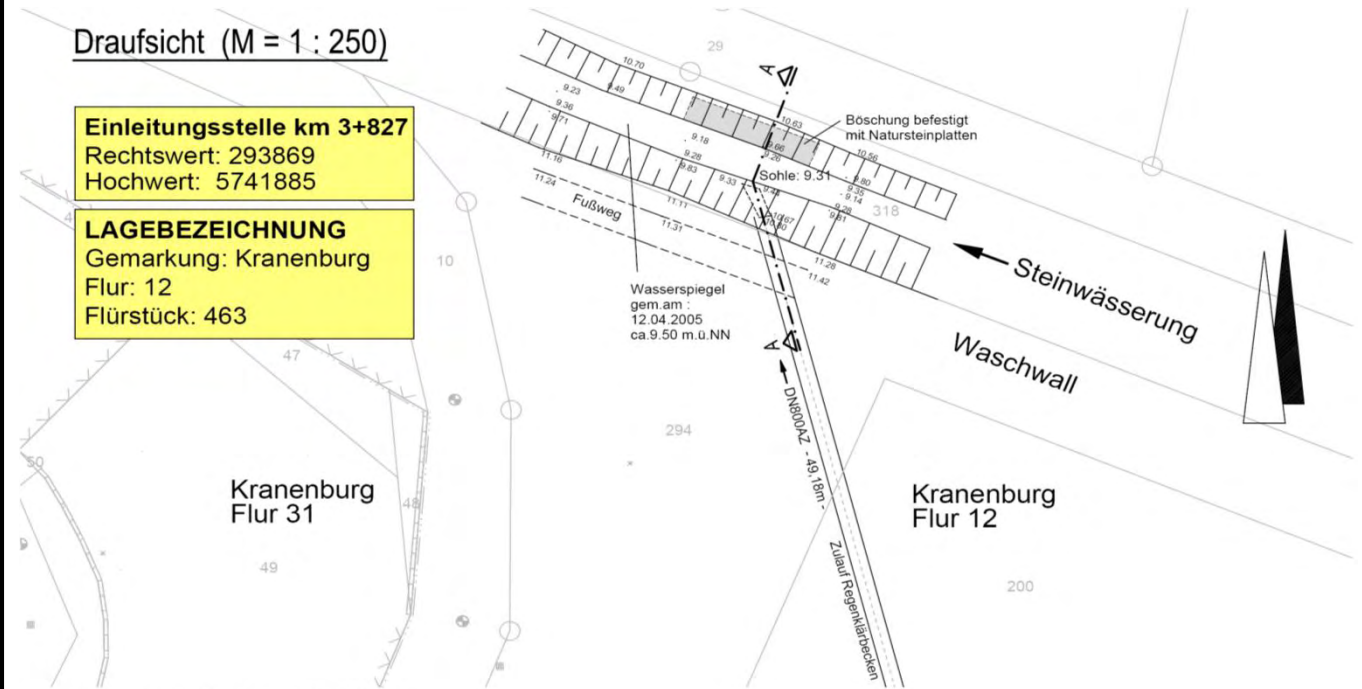 Draufsicht (M = 1 : 250)
Einleitungsstelle km 3+827
Rechtswert: 293869
Hochwert: 5741885
LAGEBEZEICHNUNG
Gemarkung: Kranenburg
Flur: 12
Flürstück: 463
29
A
10.70
9.49
9.23
9.36
9.71
10.63
Böschung befestigt
mit Natursteinplatten
9.18
9.66
9.26
10.56
9.28
9.83
9.33
Sohle: 9.31
9.80
9.35
9.14
9.28
9.81
318
11.16
11.24
11.11
Fußweg
11.31
11.28
11.42
10
Steinwässerung
Waschwall
Wasserspiegel
gem.am :
12.04.2005
ca.9.50 m.ü.NN
A
47
DN800AZ - 49,18m -
Zulauf Regenklärbecken
294
50
48
Kranenburg
Flur 31
Kranenburg
Flur 12
49
200